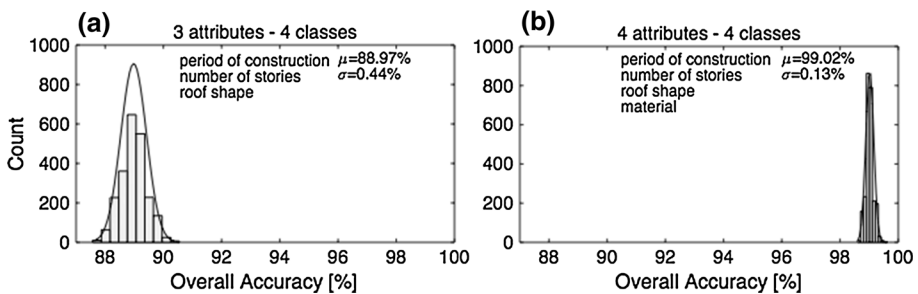 (a)
3 attributes - 4 classes
1000
800
600
400
200
0
Count
period of construction μ=88.97%
number of stories σ=0.44%
roof shape
88 90 92 94 96 98 100
Overall Accuracy [%]
(b)
4 attributes - 4 classes
1000
800
600
400
200
0
period of construction μ=99.02%
number of stories σ=0.13%
roof shape
material
88 90 92 94 96 98 100
Overall Accuracy [%]